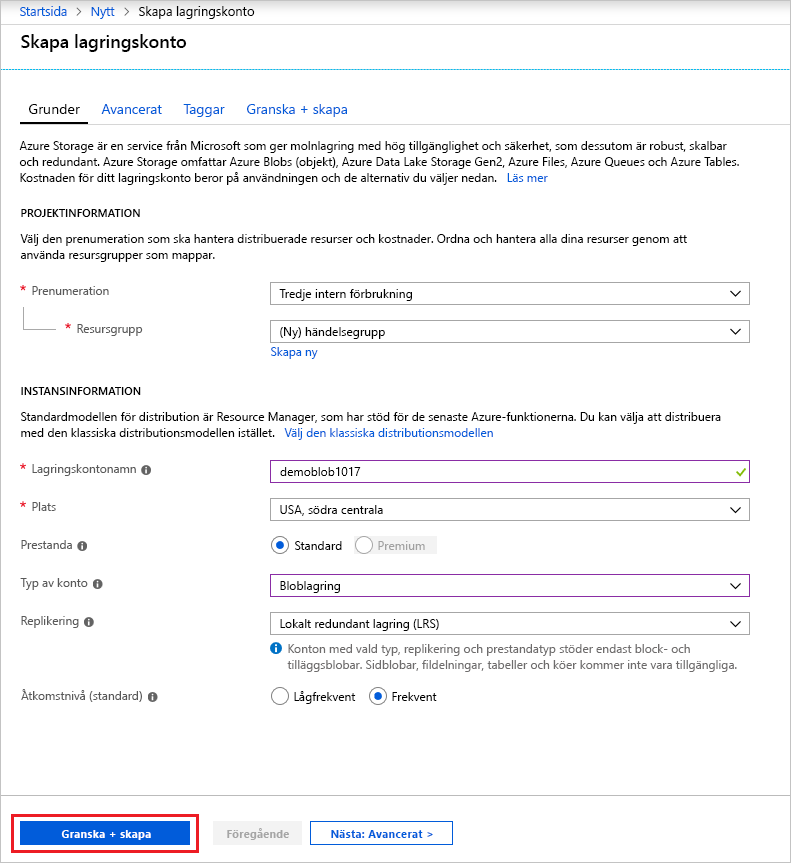 Startsida > Nytt > Skapa lagringskonto
Skapa lagringskonto
Grunder Avancerat Taggar Granska + skapa
Azure Storage är en service från Microsoft som ger molnlagring med hög tillgänglighet och säkerhet, som dessutom är robust, skalbar
och redundant. Azure Storage omfattar Azure Blobs (objekt), Azure Data Lake Storage Gen2, Azure Files, Azure Queues och Azure Tables.
Kostnaden för ditt lagringskonto beror på användningen och de alternativ du väljer nedan. Läs mer
PROJEKTINFORMATION
Välj den prenumeration som ska hantera distribuerade resurser och kostnader. Ordna och hantera alla dina resurser genom att
använda resursgrupper som mappar.
* Prenumeration Tredje intern förbrukning
* Resursgrupp (Ny) händelsegrupp
Skapa ny
INSTANSINFORMATION
Standardmodellen för distribution är Resource Manager, som har stöd för de senaste Azure-funktionerna. Du kan välja att distribuera
med den klassiska distributionsmodellen istället. Välj den klassiska distributionsmodellen
* Lagringskontonamn demoblob1017
* Plats USA, södra centrala
Prestanda Standard Premium
Typ av konto Bloblagring
Replikering Lokalt redundant lagring (LRS)
Konton med vald typ, replikering och prestandatyp stöder endast block- och
tilläggsblobar. Sidblobar, fildelningar, tabeller och köer kommer inte vara tillgängliga.
Åtkomstnivå (standard) Lågfrekvent Frekvent
Granska + skapa Föregående Nästa: Avancerat >